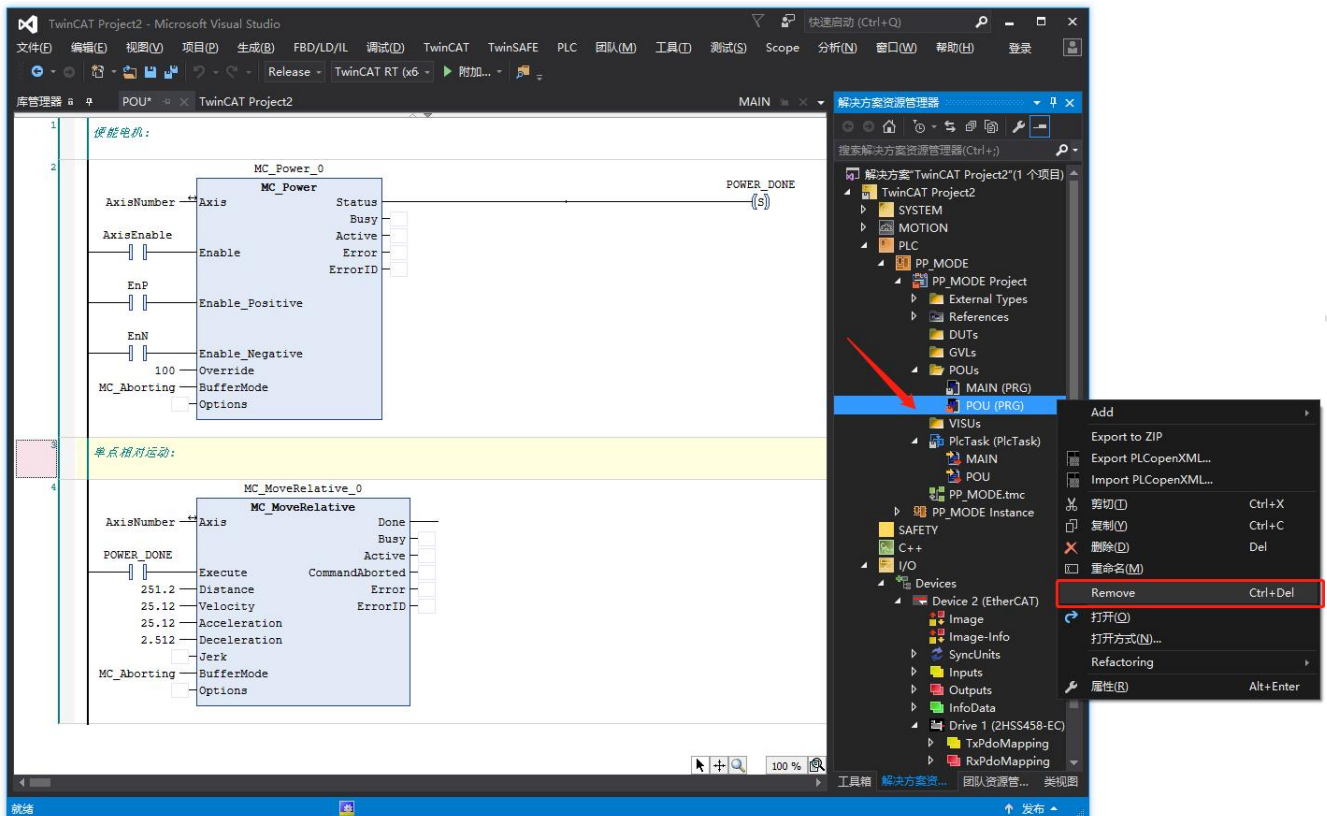 TwinCAT Project2 - Microsoft Visual Studio
快速启动 (Ctrl+Q)
文件(F) 编辑(E) 视图(V) 项目(P) 生成(B) FBD/LD/IL 调试(D) TwinCAT TwinSAFE PLC 团队(M) 工具(T) 测试(S) Scope 分析(N) 窗口(W) 帮助(H) 登录
Release TwinCAT RT (x6 附加...
库管理器 POU* TwinCAT Project2 MAIN
1 使能电机：
2
MC_Power_0
MC_Power
POWER_DONE
AxisNumber Axis Status (S)
Busy
AxisEnable Active
Enable Error
ErrorID
EnP
Enable_Positive
EnN
Enable_Negative
100 Override
MC_Aborting BufferMode
Options
3 单点相对运动：
4
MC_MoveRelative_0
MC_MoveRelative
AxisNumber Axis Done
Busy
POWER_DONE Active
Execute CommandAborted
251.2 Distance Error
25.12 Velocity ErrorID
25.12 Acceleration
2.512 Deceleration
Jerk
MC_Aborting BufferMode
Options
100 %
解决方案资源管理器
搜索解决方案资源管理器(Ctrl+;)
解决方案"TwinCAT Project2"(1 个项目)
TwinCAT Project2
SYSTEM
MOTION
PLC
PP_MODE
PP_MODE Project
External Types
References
DUTs
GVLs
POUs
MAIN (PRG)
POU (PRG)
VISUs
PlcTask (PlcTask)
MAIN
POU
PP_MODE.tmc
PP_MODE Instance
SAFETY
C++
I/O
Devices
Device 2 (EtherCAT)
Image
Image-Info
SyncUnits
Inputs
Outputs
InfoData
Drive 1 (2HSS458-EC)
TxPdoMapping
RxPdoMapping
工具箱 解决方案资... 团队资源管... 类视图
Add
Export to ZIP
Export PLCopenXML...
Import PLCopenXML...
剪切(T) Ctrl+X
复制(Y) Ctrl+C
删除(D) Del
重命名(M)
Remove Ctrl+Del
打开(O)
打开方式(N)...
Refactoring
属性(R) Alt+Enter
就绪
发布